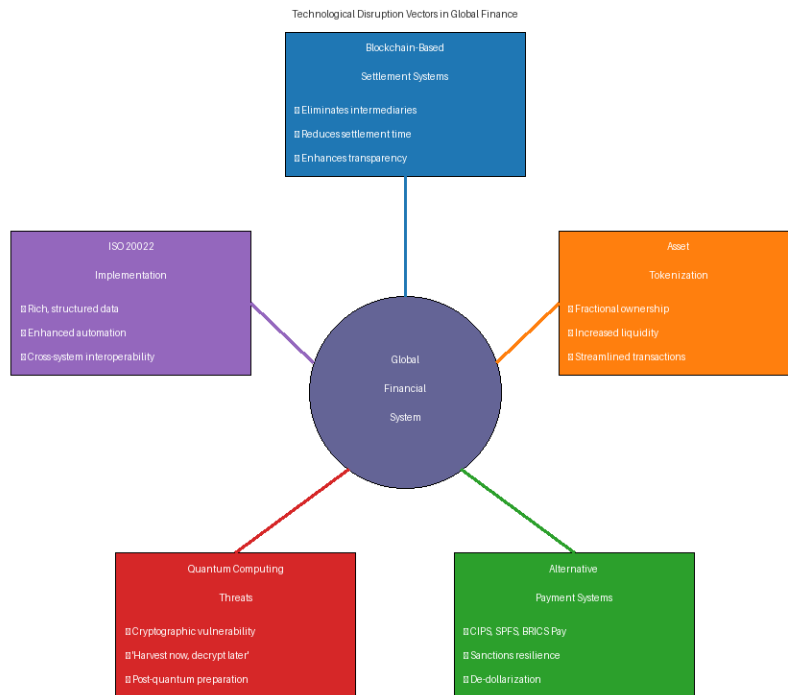 Technological Disruption Vectors in Global Finance
Blockchain-Based
Settlement Systems
Eliminates intermediaries
Reduces settlement time
Enhances transparency
ISO 20022
Implementation
Rich, structured data
Enhanced automation
Cross-system interoperability
Asset
Tokenization
Fractional ownership
Increased liquidity
Streamlined transactions
Global
Financial
System
Quantum Computing
Threats
Cryptographic vulnerability
'Harvest now, decrypt later'
Post-quantum preparation
Alternative
Payment Systems
CIPS, SPFS, BRICS Pay
Sanctions resilience
De-dollarization